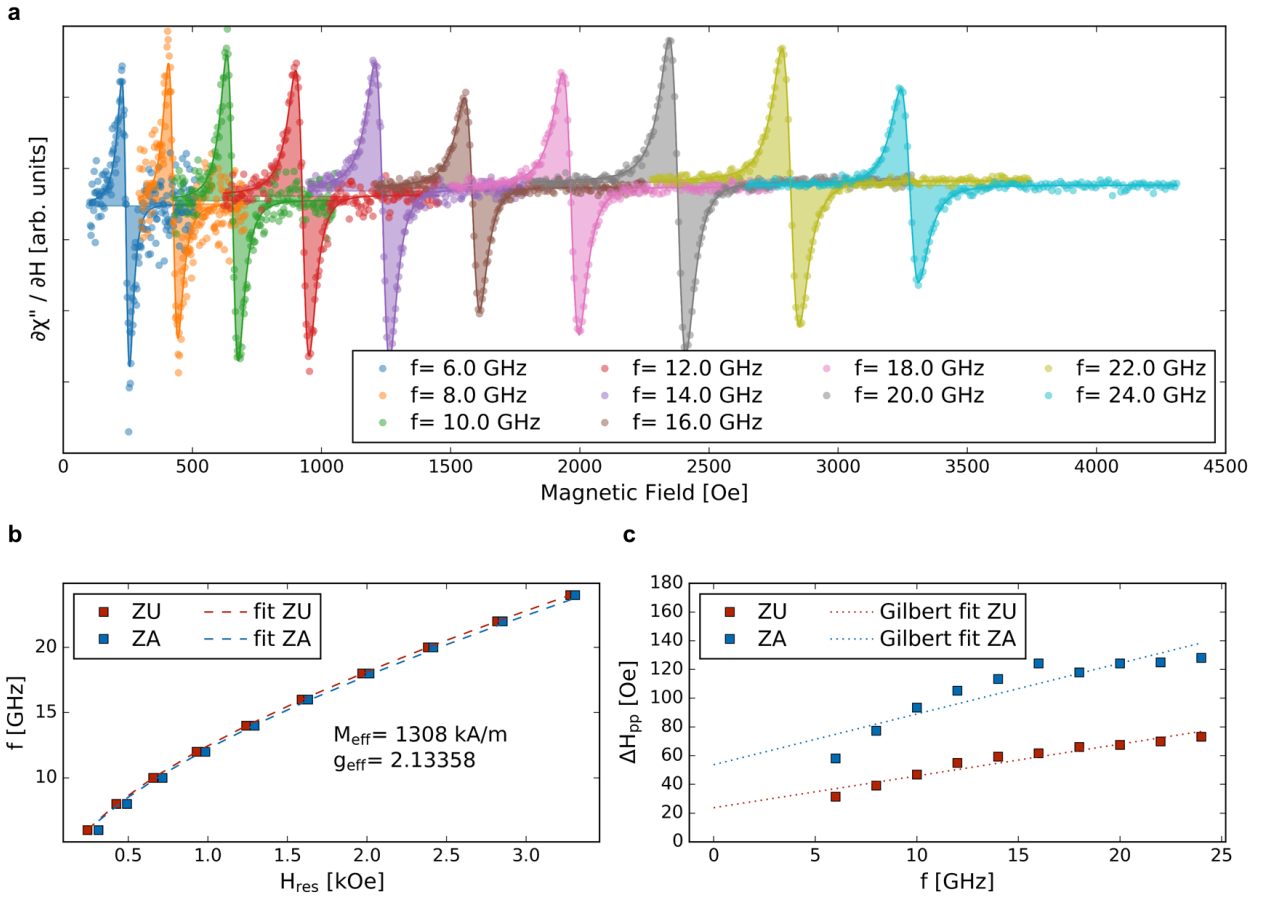 a
∂χ" / ∂H [arb. units]
f= 6.0 GHz f= 12.0 GHz f= 18.0 GHz f= 22.0 GHz
f= 8.0 GHz f= 14.0 GHz f= 20.0 GHz f= 24.0 GHz
f= 10.0 GHz f= 16.0 GHz
0 500 1000 1500 2000 2500 3000 3500 4000 4500
Magnetic Field [Oe]
b
f [GHz]
20
15
10
ZU fit ZU
ZA fit ZA
Meff= 1308 kA/m
geff= 2.13358
0.5 1.0 1.5 2.0 2.5 3.0
Hres [kOe]
c
ΔHpp [Oe]
180
160
140
120
100
80
60
40
20
0
ZU Gilbert fit ZU
ZA Gilbert fit ZA
0 5 10 15 20 25
f [GHz]